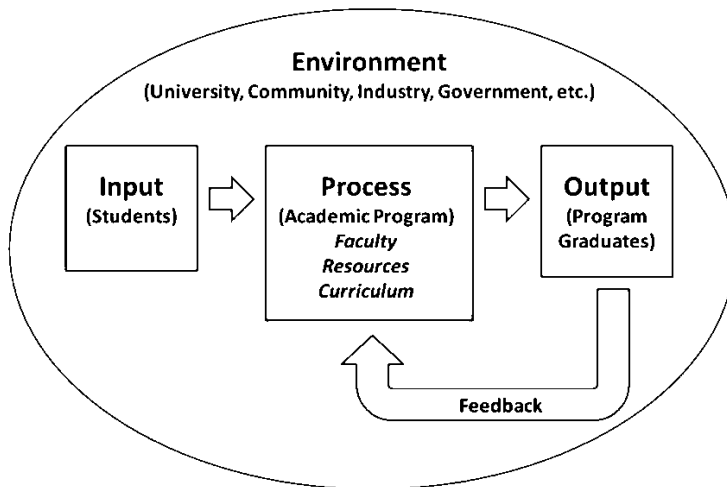 Environment
(University, Community, Industry, Government, etc.)
Input
(Students)
Process
(Academic Program)
Faculty
Resources
Curriculum
Output
(Program
Graduates)
Feedback